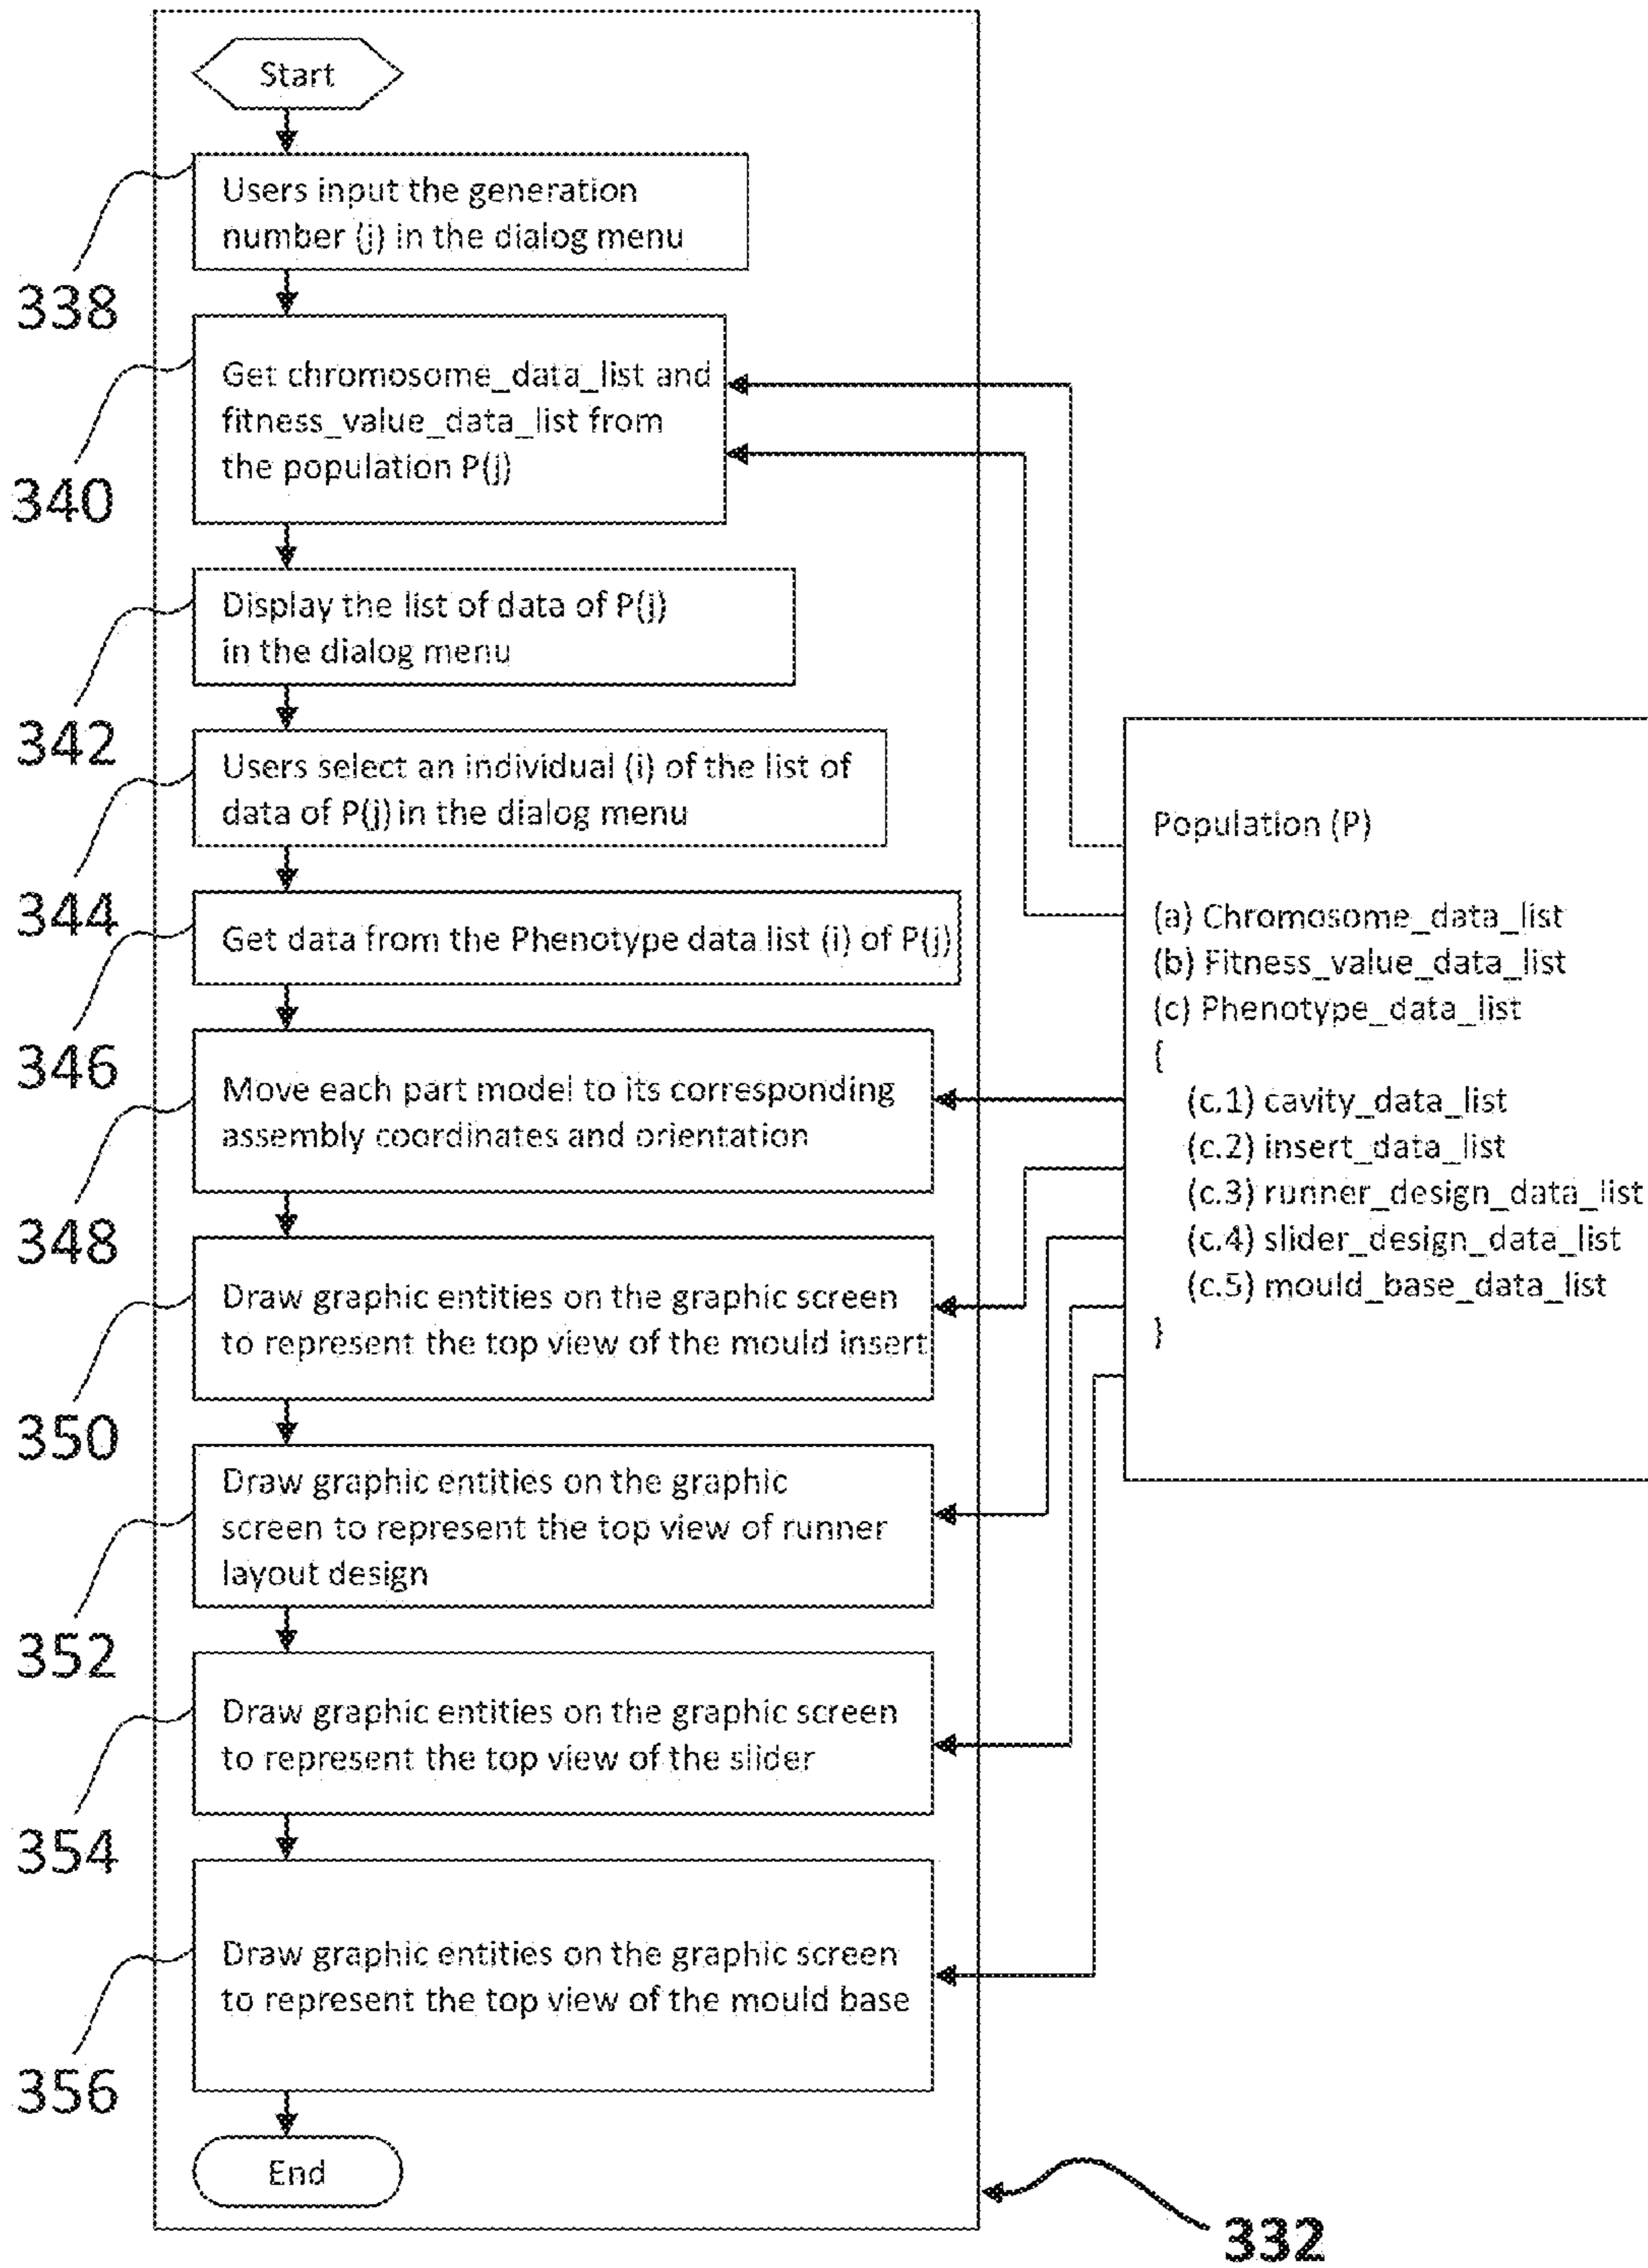 Start
Users input the generation
number (j) in the dialog menu
338
Get chromosome_data_list and
fitness_value_data_list from
the population P(j)
340
Display the list of data of P(j)
in the dialog menu
342
Users select an individual (i) of the list of
data of P(j) in the dialog menu
344
Get data from the Phenotype data list (i) of P(j)
346
Move each part model to its corresponding
assembly coordinates and orientation
348
Draw graphic entities on the graphic screen
to represent the top view of the mould insert
350
Draw graphic entities on the graphic
screen to represent the top view of runner
layout design
352
Draw graphic entities on the graphic screen
to represent the top view of the slider
354
Draw graphic entities on the graphic screen
to represent the top view of the mould base
356
End
Population (P)
(a) Chromosome_data_list
(b) Fitness_value_data_list
(c) Phenotype_data_list
{
(c.1) cavity_data_list
(c.2) insert_data_list
(c.3) runner_design_data_list
(c.4) slider_design_data_list
(c.5) mould_base_data_list
}
332